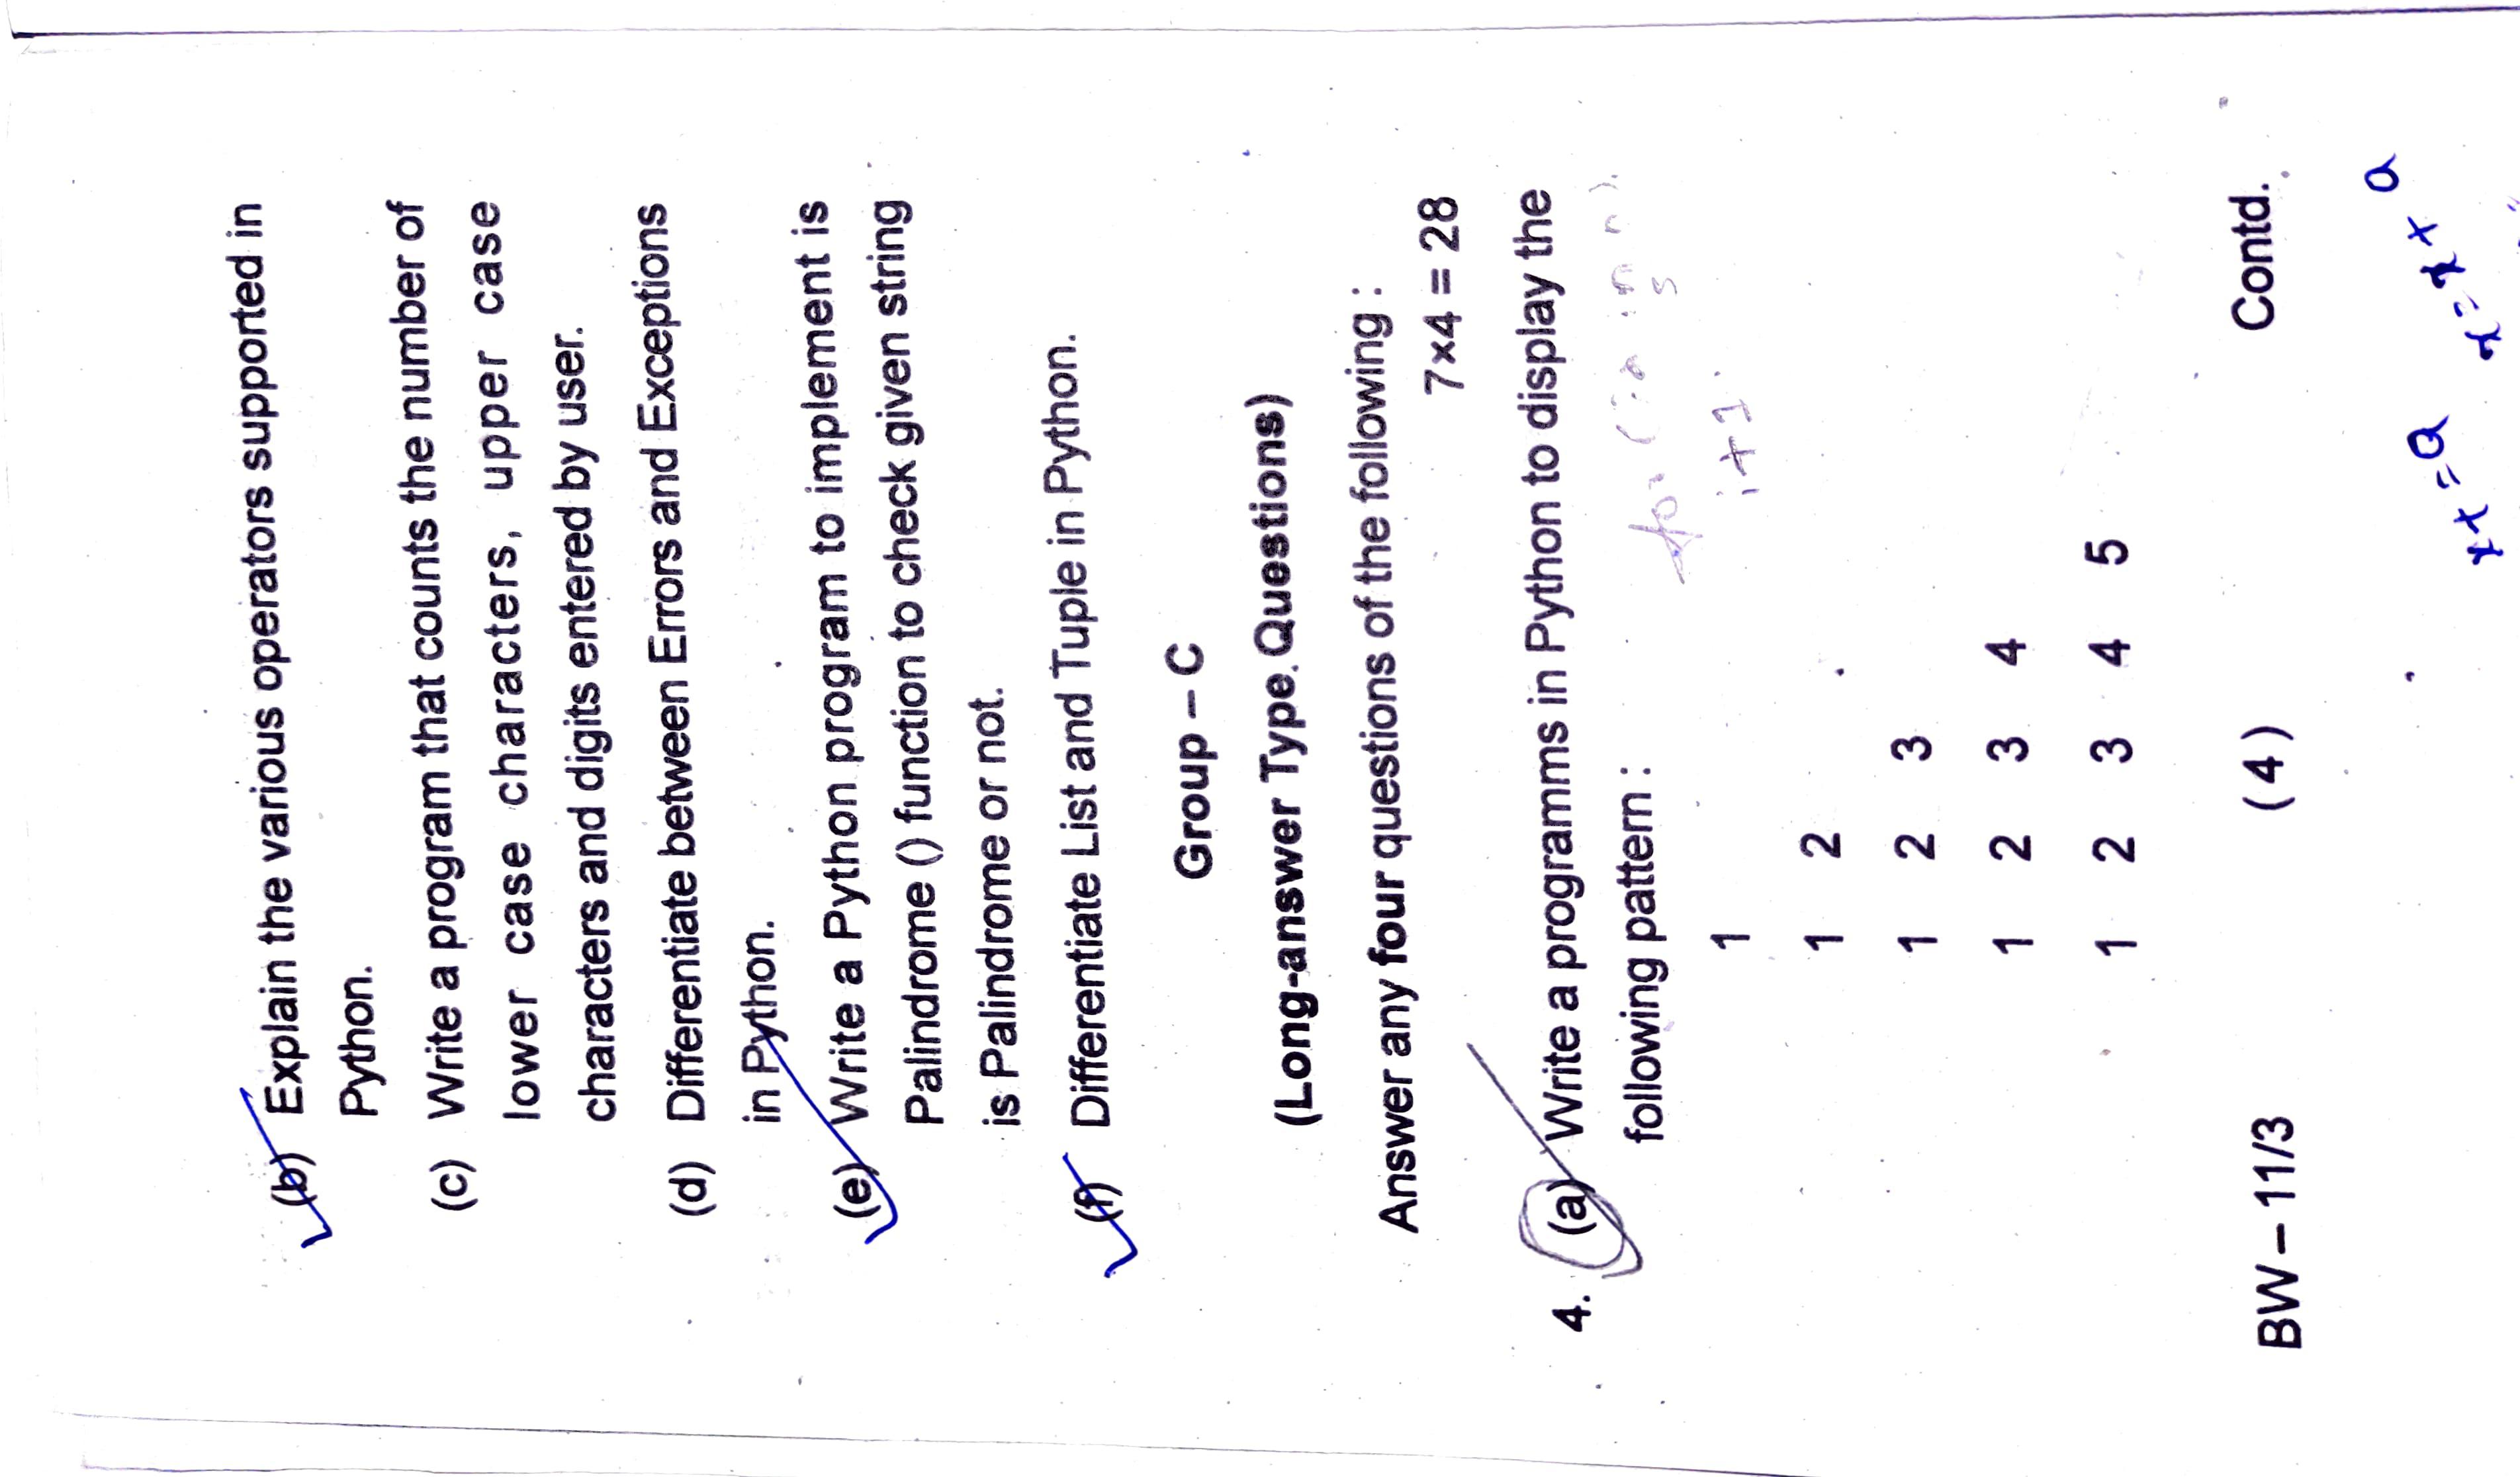 (b) Explain the various operators supported in
Python.
(c) Write a program that counts the number of
lower case characters, upper case
characters and digits entered by user.
(d) Differentiate between Errors and Exceptions
in Python.
(e) Write a Python program to implement is
Palindrome () function to check given string
is Palindrome or not.
(f) Differentiate List and Tuple in Python.
Group – C
(Long-answer Type Questions)
Answer any four questions of the following :
7×4 = 28
4. (a) Write a programms in Python to display the
following pattern :
i+1
1
1 2
1 2 3
1 2 3 4
1 2 3 4 5
BW – 11/3 (4) Contd.
x+=a x=x+a